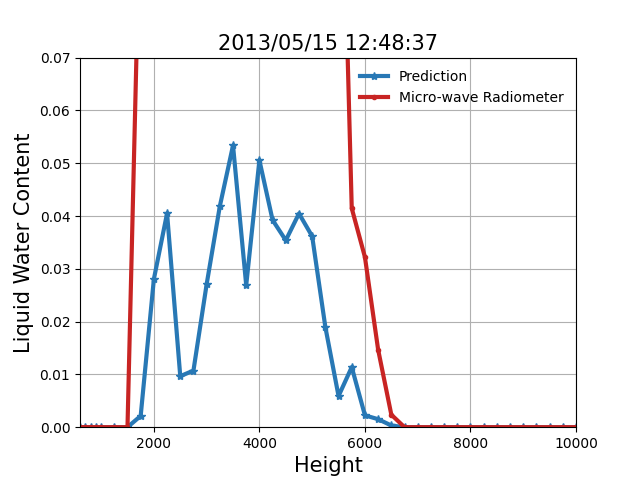 2013/05/15 12:48:37
0.07
0.06
0.05
0.04
0.03
0.02
0.01
0.00
Liquid Water Content
Prediction
Micro-wave Radiometer
2000 4000 6000 8000 10000
Height